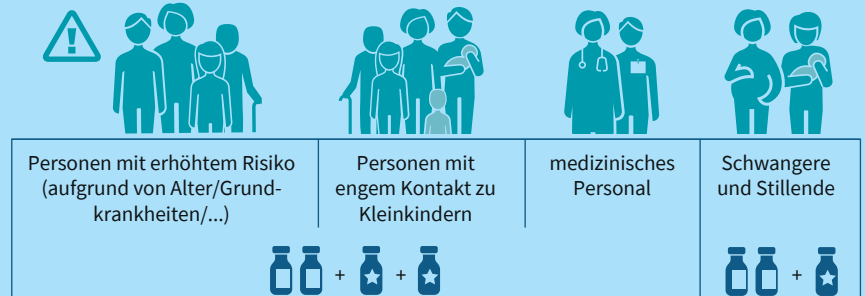 Personen mit erhöhtem Risiko
(aufgrund von Alter/Grund-
krankheiten/...)
Personen mit
engem Kontakt zu
Kleinkindern
medizinisches
Personal
Schwangere
und Stillende
+ +
+